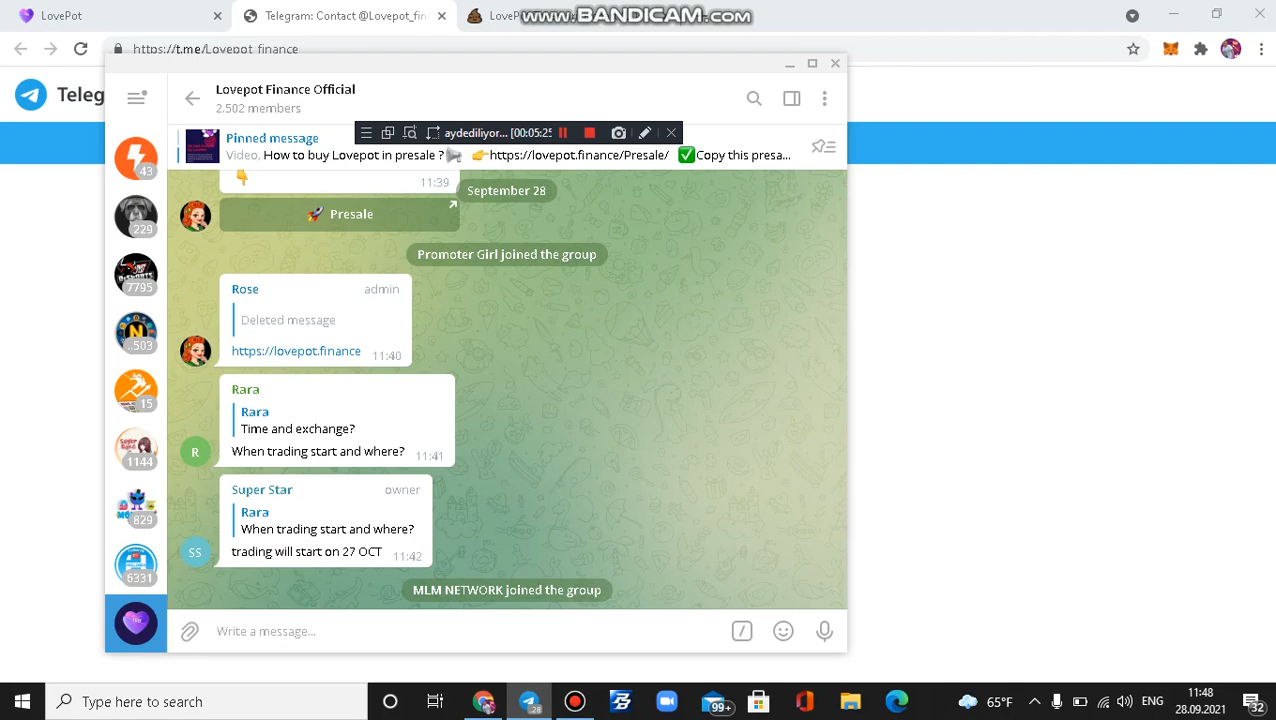 www.BANDICAM.com
LovePot
Telegram: Contact @Lovepot_fin
LoveP
https://t.me/Lovepot_finance
Teleg
Lovepot Finance Official
2.502 members
aydediliyor... [00:05:25]
Pinned message
Video, How to buy Lovepot in presale ?📢 👉https://lovepot.finance/Presale/ ✅Copy this presa...
👇 11:39
September 28
🚀 Presale
Promoter Girl joined the group
Rose admin
Deleted message
https://lovepot.finance 11:40
Rara
Rara
Time and exchange?
When trading start and where? 11:41
R
Super Star owner
Rara
When trading start and where?
trading will start on 27 OCT 11:42
SS
MLM NETWORK joined the group
Write a message...
43
229
7795
..503
15
1144
829
6331
Type here to search
28
99+
65°F
ENG
11:48
28.09.2021
32